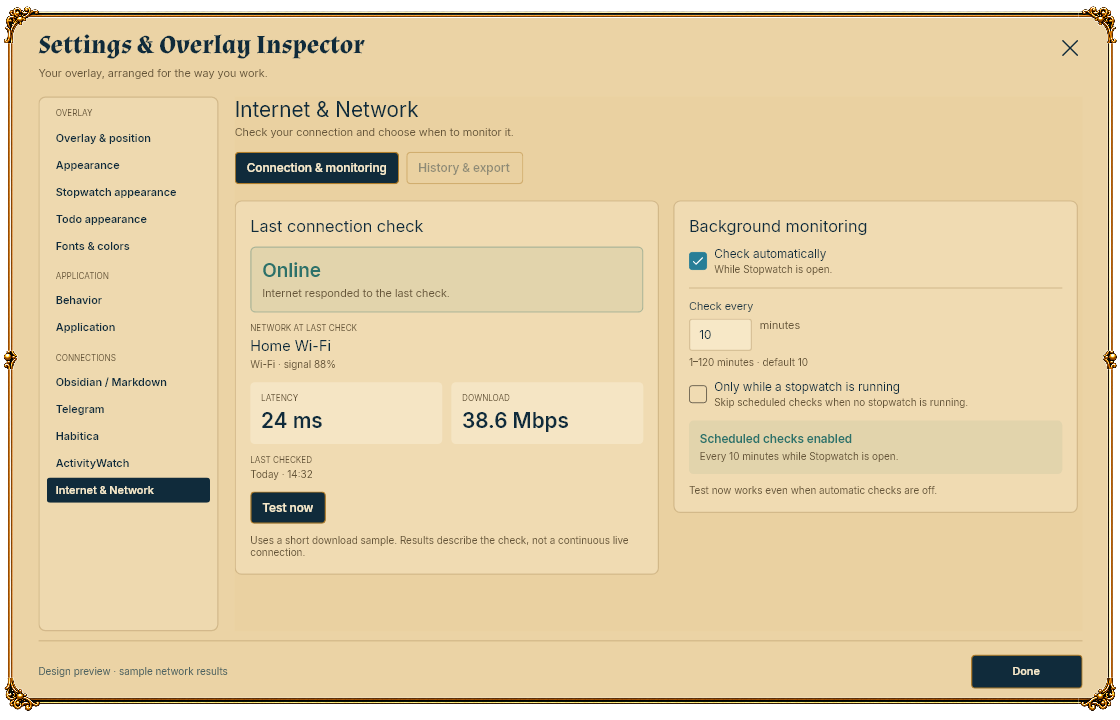 Settings & Overlay Inspector
Your overlay, arranged for the way you work.
OVERLAY
Overlay & position
Appearance
Stopwatch appearance
Todo appearance
Fonts & colors
APPLICATION
Behavior
Application
CONNECTIONS
Obsidian / Markdown
Telegram
Habitica
ActivityWatch
Internet & Network
Internet & Network
Check your connection and choose when to monitor it.
Connection & monitoring
History & export
Last connection check
Online
Internet responded to the last check.
NETWORK AT LAST CHECK
Home Wi-Fi
Wi-Fi · signal 88%
LATENCY
24 ms
DOWNLOAD
38.6 Mbps
LAST CHECKED
Today · 14:32
Test now
Uses a short download sample. Results describe the check, not a continuous live
connection.
Background monitoring
Check automatically
While Stopwatch is open.
Check every
10
minutes
1–120 minutes · default 10
Only while a stopwatch is running
Skip scheduled checks when no stopwatch is running.
Scheduled checks enabled
Every 10 minutes while Stopwatch is open.
Test now works even when automatic checks are off.
Design preview · sample network results
Done